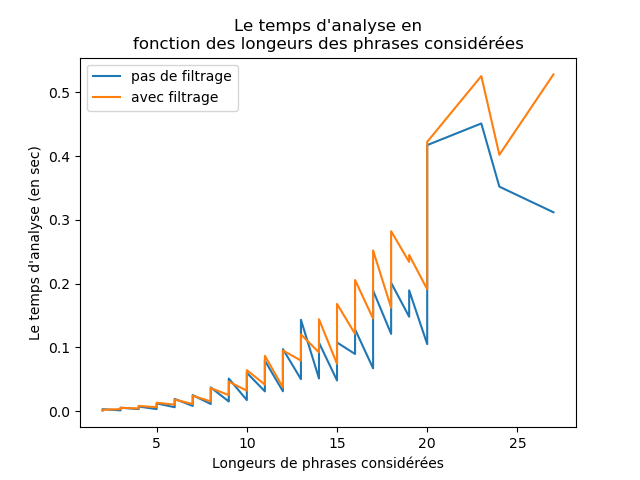 Le temps d'analyse en
fonction des longeurs des phrases considérées
pas de filtrage
avec filtrage
Le temps d'analyse (en sec)
0.5
0.4
0.3
0.2
0.1
0.0
5 10 15 20 25
Longeurs de phrases considérées